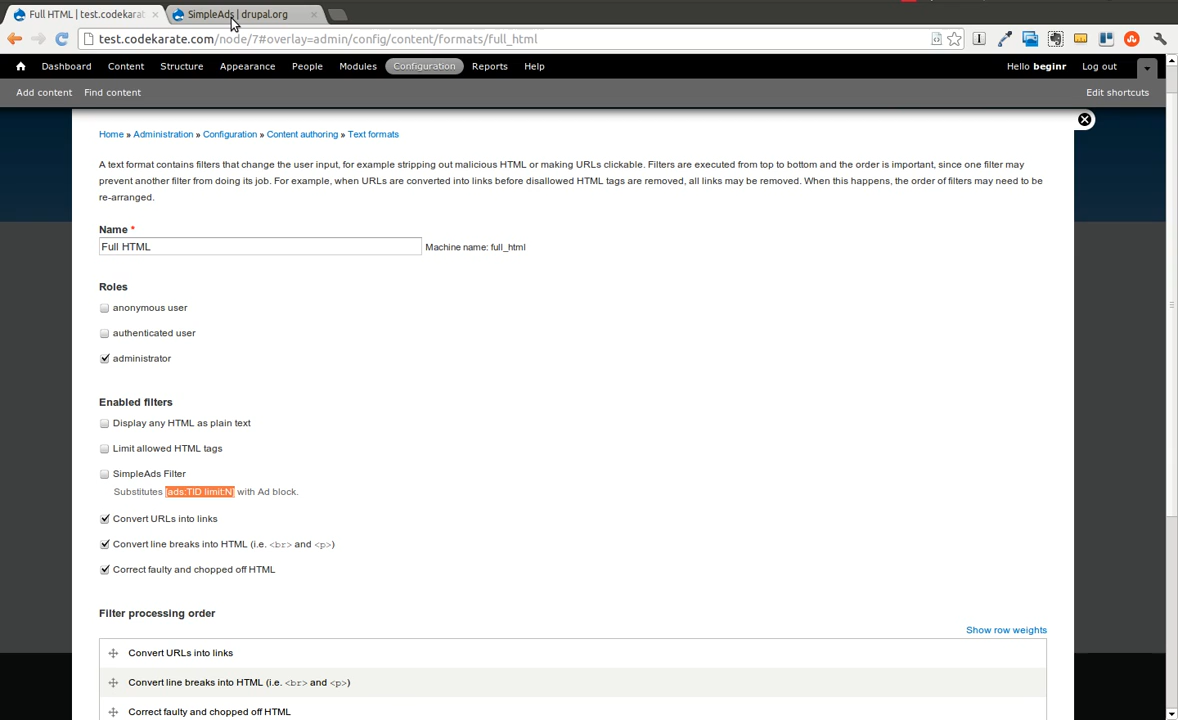 Full HTML | test.codekarat
SimpleAds | drupal.org
test.codekarate.com/node/7#overlay=admin/config/content/formats/full_html
Dashboard Content Structure Appearance People Modules Configuration Reports Help Hello beginr Log out
Add content Find content Edit shortcuts
Home » Administration » Configuration » Content authoring » Text formats
A text format contains filters that change the user input, for example stripping out malicious HTML or making URLs clickable. Filters are executed from top to bottom and the order is important, since one filter may
prevent another filter from doing its job. For example, when URLs are converted into links before disallowed HTML tags are removed, all links may be removed. When this happens, the order of filters may need to be
re-arranged.
Name *
Full HTML Machine name: full_html
Roles
anonymous user
authenticated user
administrator
Enabled filters
Display any HTML as plain text
Limit allowed HTML tags
SimpleAds Filter
Substitutes [ads:TID limit:N] with Ad block.
Convert URLs into links
Convert line breaks into HTML (i.e. <br> and <p>)
Correct faulty and chopped off HTML
Filter processing order
Show row weights
Convert URLs into links
Convert line breaks into HTML (i.e. <br> and <p>)
Correct faulty and chopped off HTML